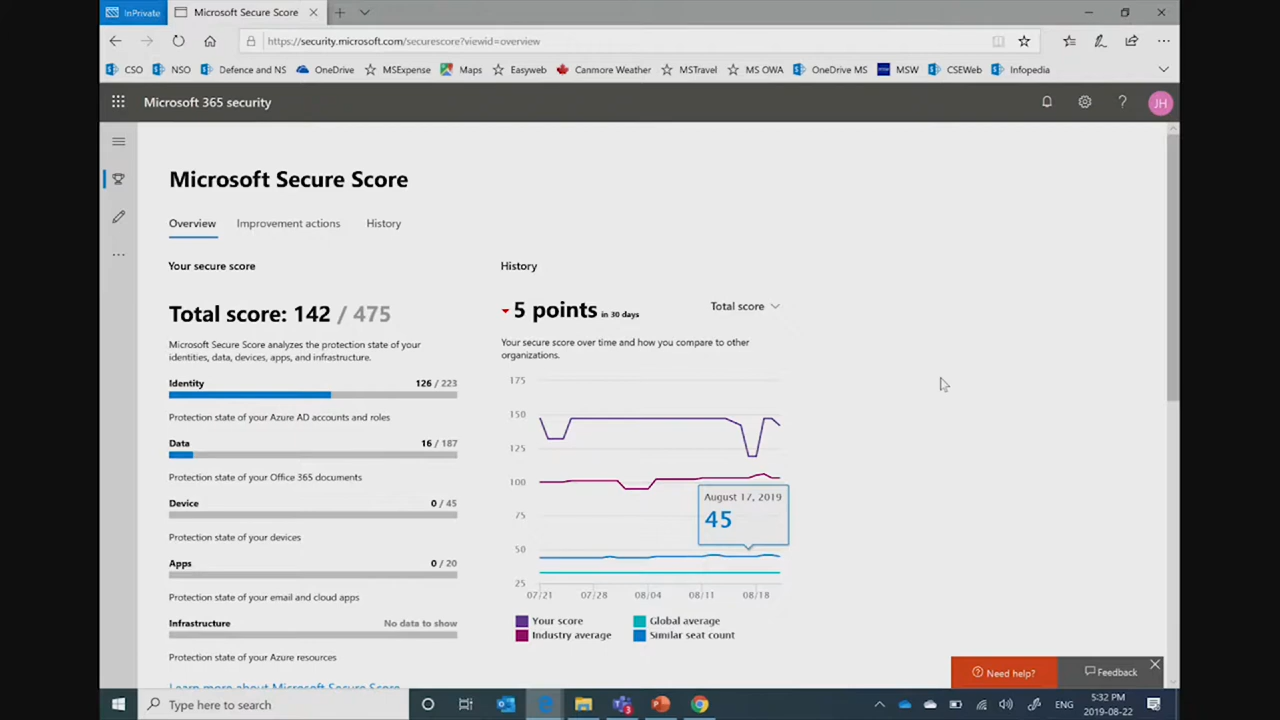 InPrivate
Microsoft Secure Score
https://security.microsoft.com/securescore?viewid=overview
CSO
NSO
Defence and NS
OneDrive
MSExpense
Maps
Easyweb
Canmore Weather
MSTravel
MS OWA
OneDrive MS
MSW
CSEWeb
Infopedia
Microsoft 365 security
JH
Microsoft Secure Score
Overview
Improvement actions
History
Your secure score
Total score: 142 / 475
Microsoft Secure Score analyzes the protection state of your
identities, data, devices, apps, and infrastructure.
Identity 126 / 223
Protection state of your Azure AD accounts and roles
Data 16 / 187
Protection state of your Office 365 documents
Device 0 / 45
Protection state of your devices
Apps 0 / 20
Protection state of your email and cloud apps
Infrastructure No data to show
Protection state of your Azure resources
Learn more about Microsoft Secure Score
History
5 points in 30 days
Total score
Your secure score over time and how you compare to other
organizations.
175
150
125
100
75
50
25
August 17, 2019
45
07/21 07/28 08/04 08/11 08/18
Your score
Global average
Industry average
Similar seat count
Need help?
Feedback
Type here to search
ENG
5:32 PM
2019-08-22